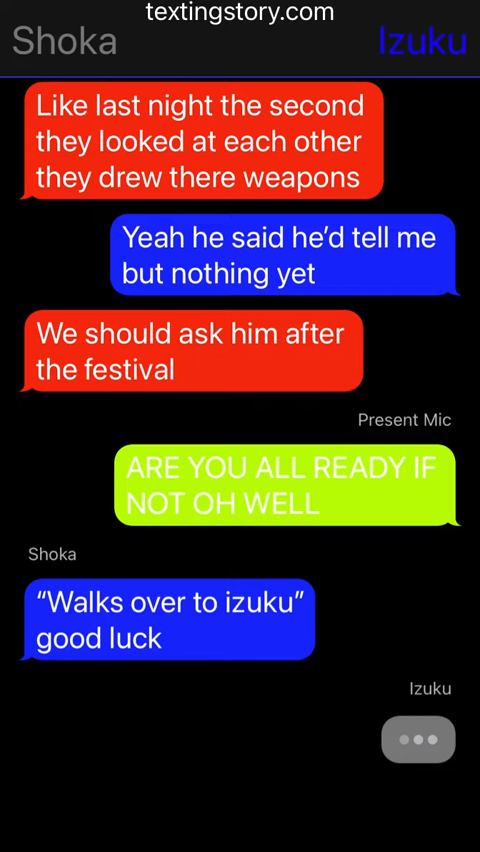 textingstory.com
Shoka
Izuku
Like last night the second
they looked at each other
they drew there weapons
Yeah he said he’d tell me
but nothing yet
We should ask him after
the festival
Present Mic
ARE YOU ALL READY IF
NOT OH WELL
Shoka
“Walks over to izuku”
good luck
Izuku